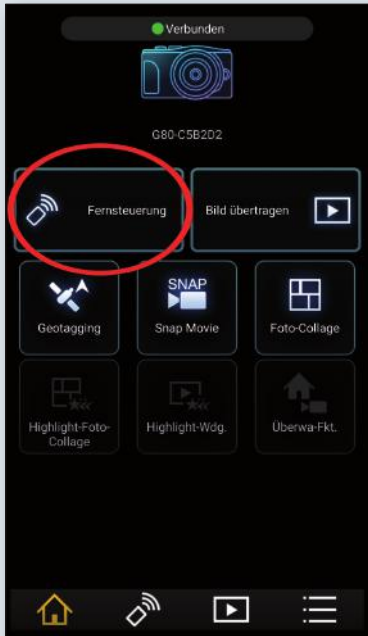 Verbunden
G80-C5B2D2
Fernsteuerung
Bild übertragen
Geotagging
SNAP
Snap Movie
Foto-Collage
Highlight-Foto-
Collage
Highlight-Wdg.
Überwa-Fkt.